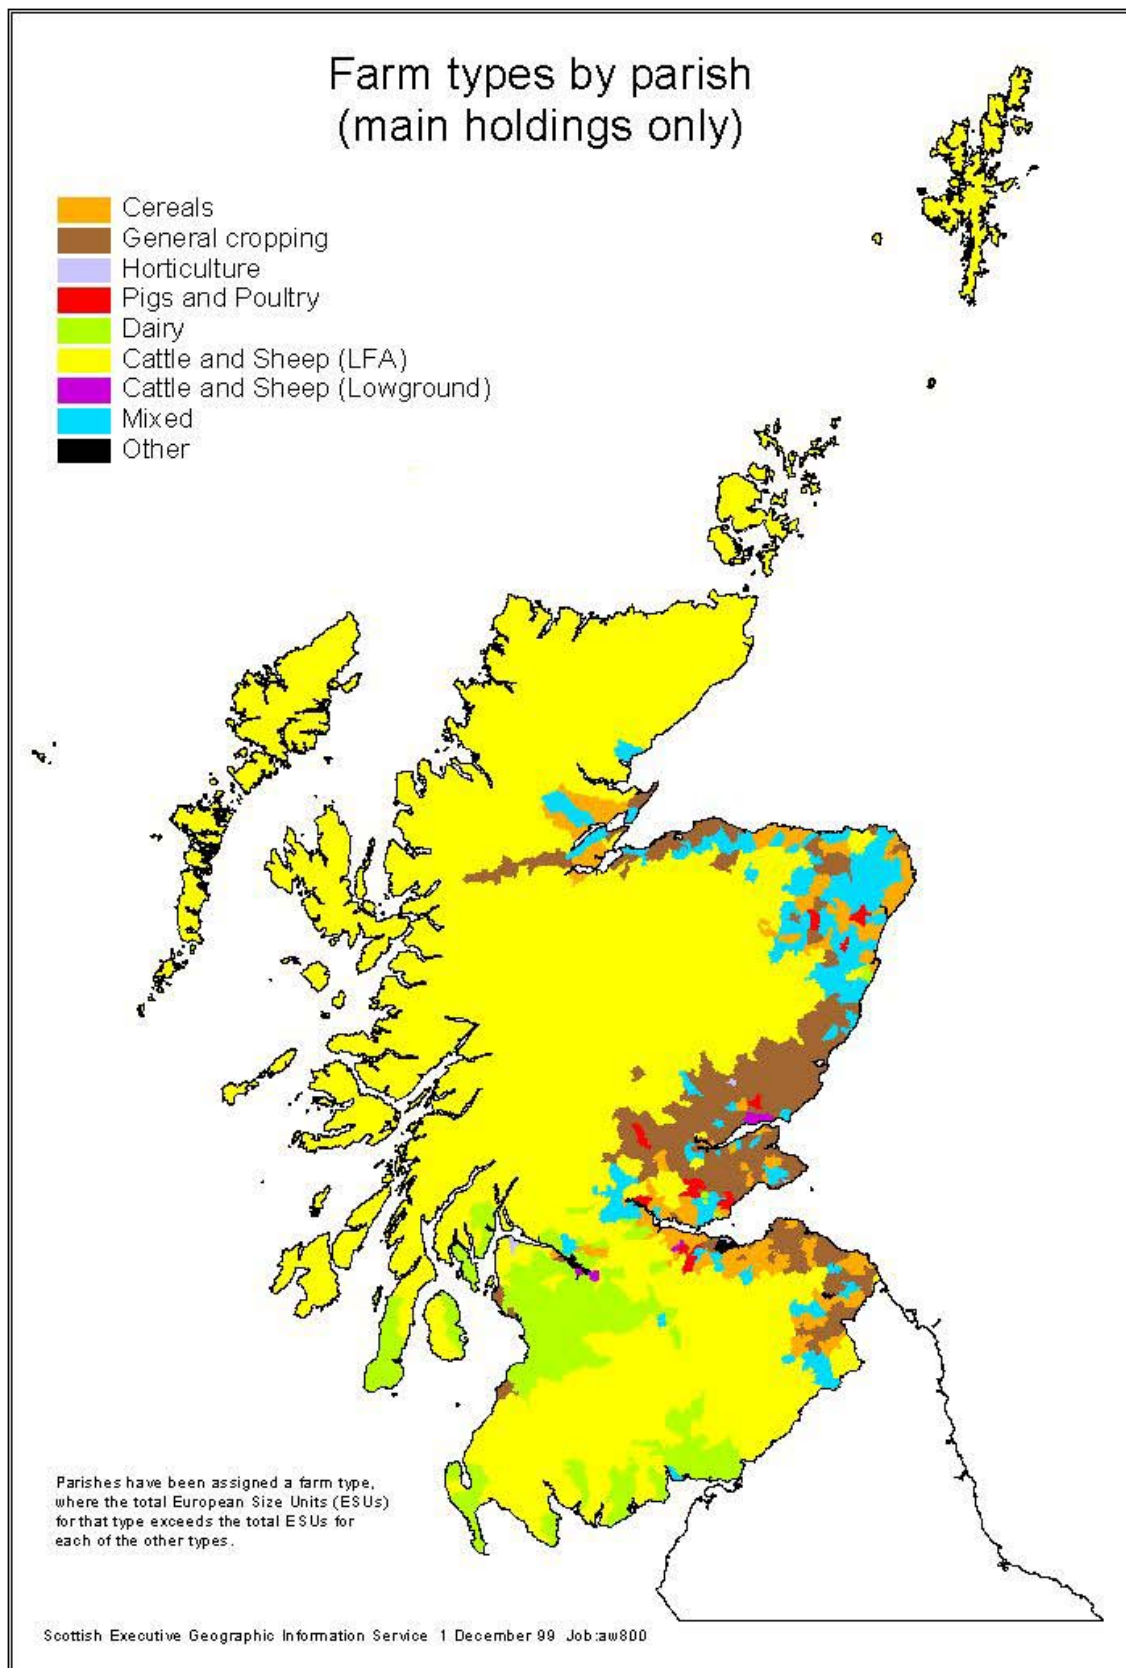 Farm types by parish
(main holdings only)
Cereals
General cropping
Horticulture
Pigs and Poultry
Dairy
Cattle and Sheep (LFA)
Cattle and Sheep (Lowground)
Mixed
Other
Parishes have been assigned a farm type,
where the total European Size Units (ESUs)
for that type exceeds the total ESUs for
each of the other types.
Scottish Executive Geographic Information Service 1 December 99 Job:aw800